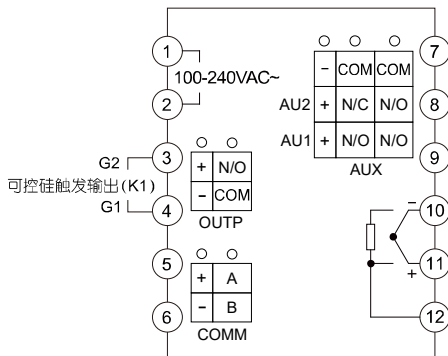 1
100-240VAC~
2
G2
3
可控硅触发输出(K1)
G1
4
+ N/O
− COM
OUTP
5
6
+ A
− B
COMM
− COM COM
AU2 + N/C N/O
AU1 + N/O N/O
AUX
7
8
9
−
10
11
+
12